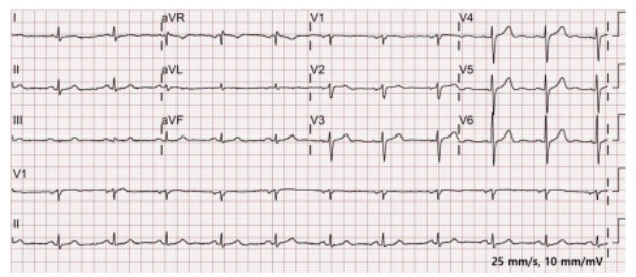 I aVR V1 V4
II aVL V2 V5
III aVF V3 V6
V1
II
25 mm/s, 10 mm/mV